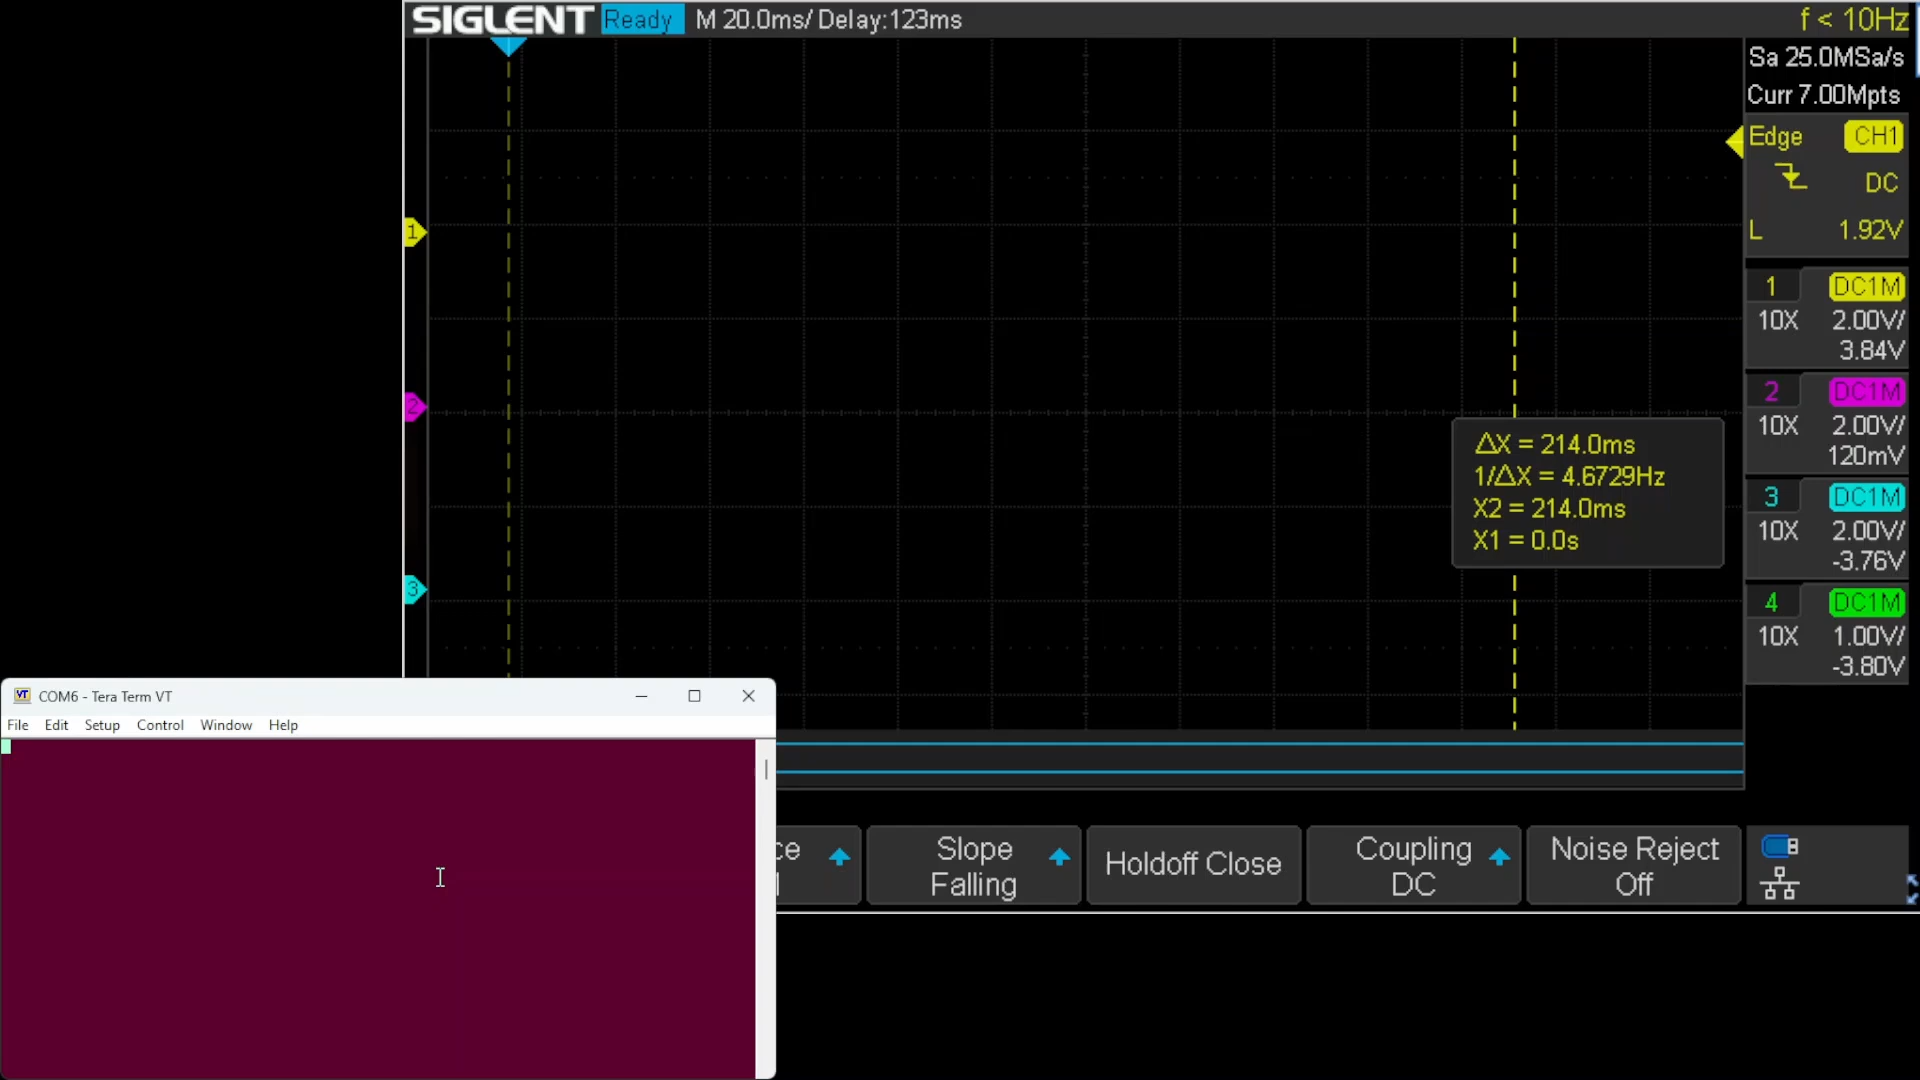 SIGLENT Ready M 20.0ms/ Delay:123ms
f < 10Hz
Sa 25.0MSa/s
Curr 7.00Mpts
Edge CH1
DC
L 1.92V
1 DC1M
10X 2.00V/
3.84V
2 DC1M
10X 2.00V/
120mV
3 DC1M
10X 2.00V/
-3.76V
4 DC1M
10X 1.00V/
-3.80V
1
2
3
ΔX = 214.0ms
1/ΔX = 4.6729Hz
X2 = 214.0ms
X1 = 0.0s
VT COM6 - Tera Term VT
File Edit Setup Control Window Help
Slope
Falling
Holdoff Close
Coupling
DC
Noise Reject
Off